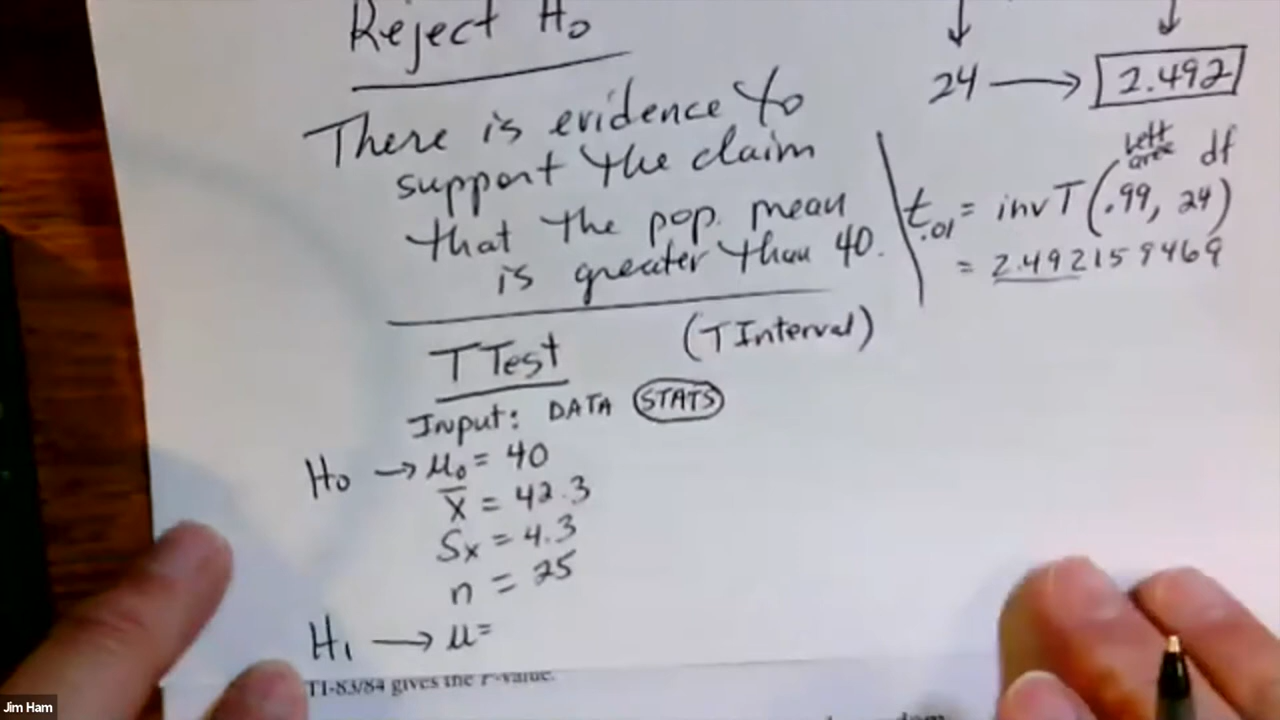 Reject H₀
There is evidence to
support the claim
that the pop. mean
is greater than 40.
24 → 2.492
left area df
t.01 = invT(.99, 24)
= 2.492159469
TTest (TInterval)
Input: DATA STATS
H₀ → μ₀ = 40
x̄ = 42.3
Sx = 4.3
n = 25
H₁ → μ=
TI-83/84 gives the P-value.
Jim Ham